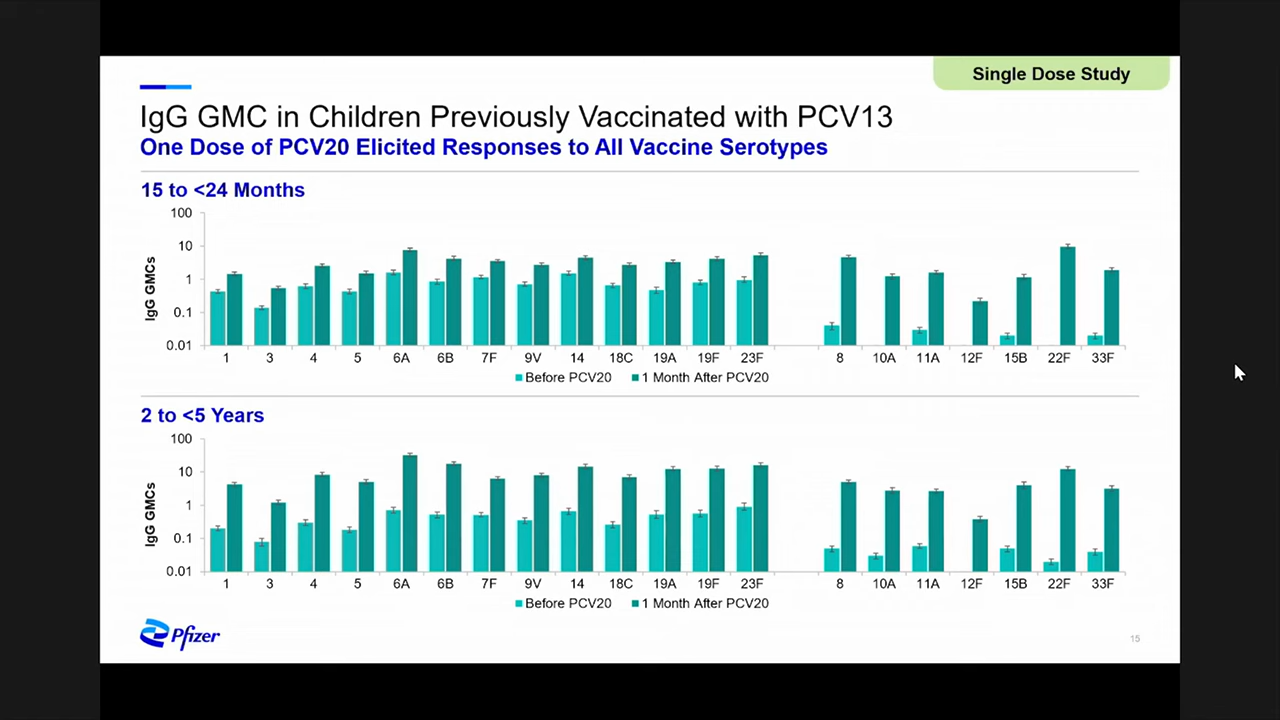 Single Dose Study
IgG GMC in Children Previously Vaccinated with PCV13
One Dose of PCV20 Elicited Responses to All Vaccine Serotypes
15 to <24 Months
IgG GMCs
100
10
1
0.1
0.01
1 3 4 5 6A 6B 7F 9V 14 18C 19A 19F 23F 8 10A 11A 12F 15B 22F 33F
Before PCV20 1 Month After PCV20
2 to <5 Years
IgG GMCs
100
10
1
0.1
0.01
1 3 4 5 6A 6B 7F 9V 14 18C 19A 19F 23F 8 10A 11A 12F 15B 22F 33F
Before PCV20 1 Month After PCV20
Pfizer
15